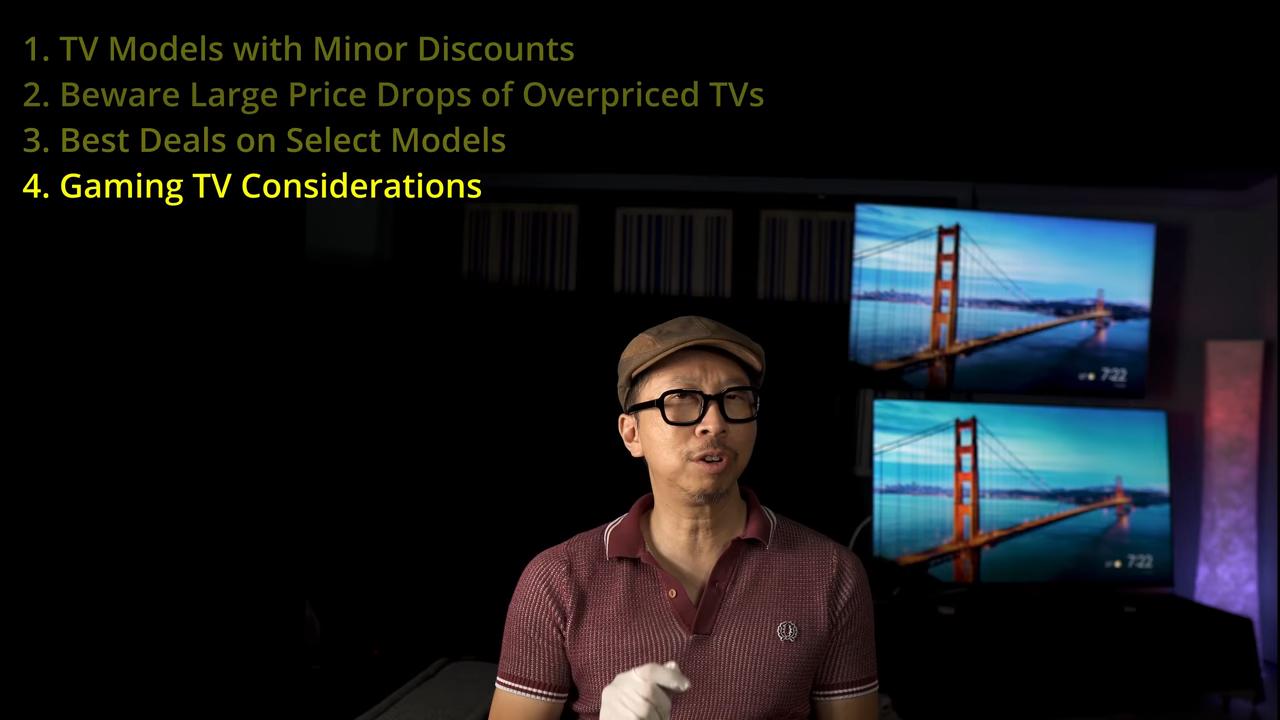 1. TV Models with Minor Discounts
2. Beware Large Price Drops of Overpriced TVs
3. Best Deals on Select Models
4. Gaming TV Considerations
7:22
7:22